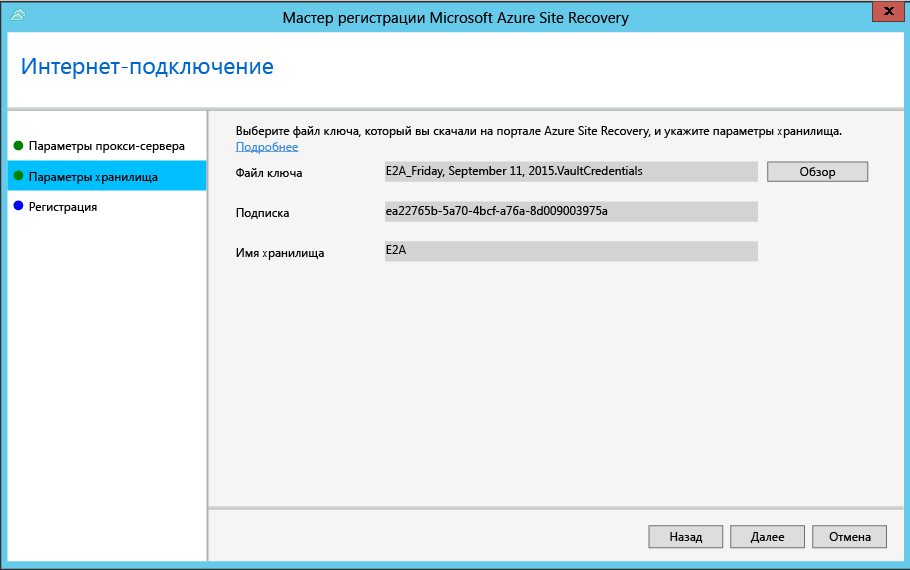 Мастер регистрации Microsoft Azure Site Recovery
Интернет-подключение
Параметры прокси-сервера
Параметры хранилища
Регистрация
Выберите файл ключа, который вы скачали на портале Azure Site Recovery, и укажите параметры хранилища.
Подробнее
Файл ключа
E2A_Friday, September 11, 2015.VaultCredentials
Обзор
Подписка
ea22765b-5a70-4bcf-a76a-8d009003975a
Имя хранилища
E2A
Назад
Далее
Отмена